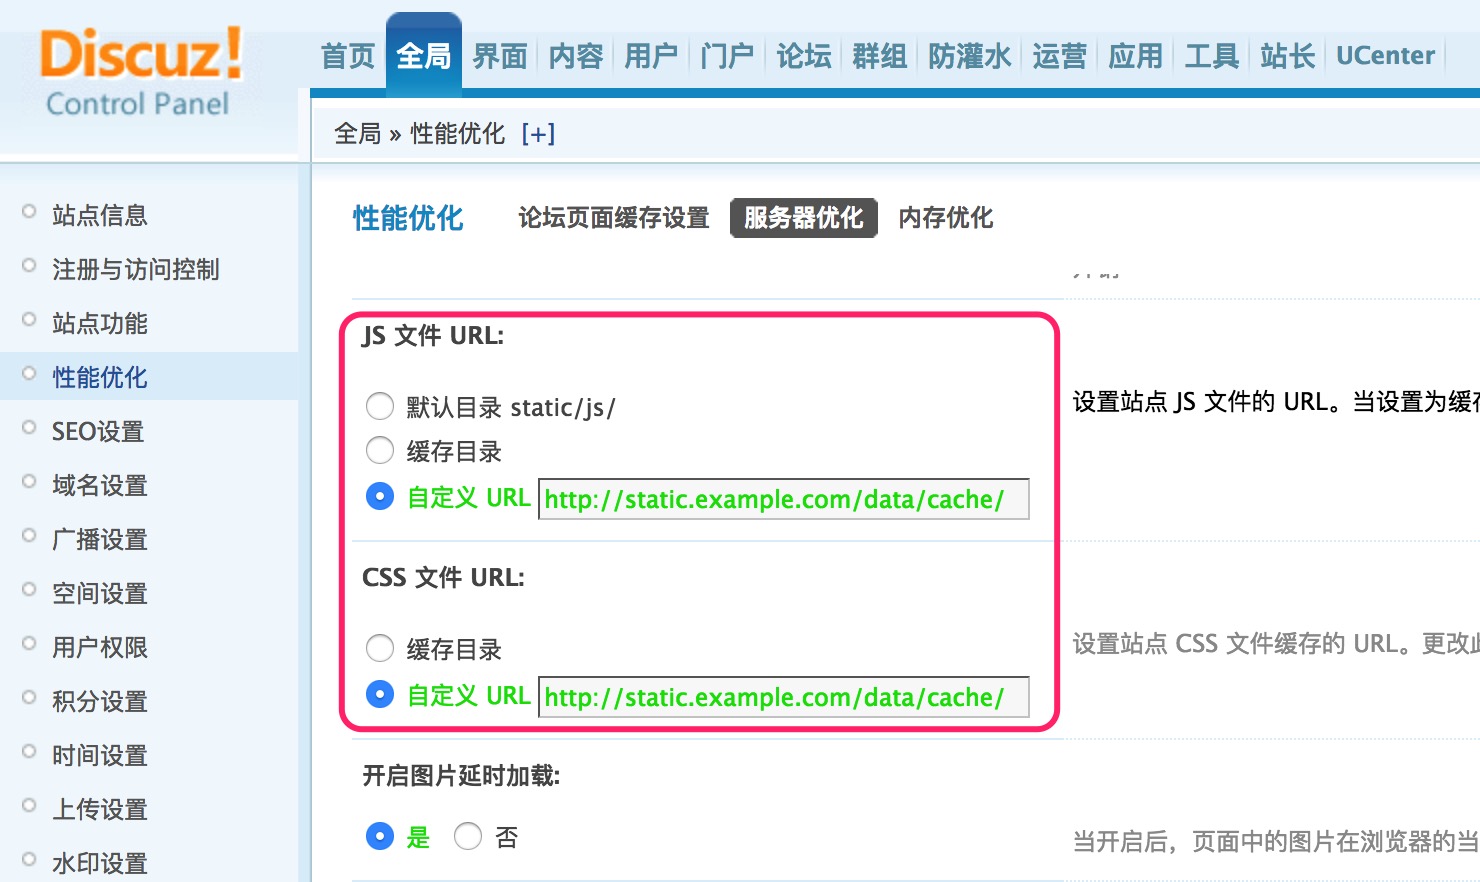 Discuz!
Control Panel
首页 全局 界面 内容 用户 门户 论坛 群组 防灌水 运营 应用 工具 站长 UCenter
全局 » 性能优化 [+]
站点信息
注册与访问控制
站点功能
性能优化
SEO设置
域名设置
广播设置
空间设置
用户权限
积分设置
时间设置
上传设置
水印设置
性能优化 论坛页面缓存设置 服务器优化 内存优化
JS 文件 URL:
默认目录 static/js/
缓存目录
自定义 URL http://static.example.com/data/cache/
设置站点 JS 文件的 URL。当设置为缓存
CSS 文件 URL:
缓存目录
自定义 URL http://static.example.com/data/cache/
设置站点 CSS 文件缓存的 URL。更改此
开启图片延时加载:
是 否
当开启后，页面中的图片在浏览器的当